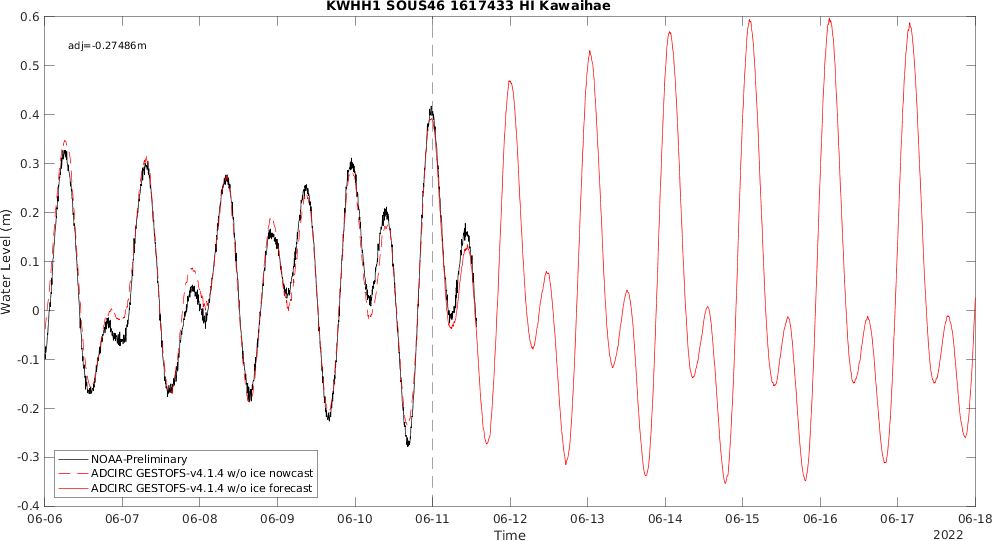 KWHH1 SOUS46 1617433 HI Kawaihae
adj=-0.27486m
Water Level (m)
0.6
0.5
0.4
0.3
0.2
0.1
0
-0.1
-0.2
-0.3
-0.4
NOAA-Preliminary
ADCIRC GESTOFS-v4.1.4 w/o ice nowcast
ADCIRC GESTOFS-v4.1.4 w/o ice forecast
06-06 06-07 06-08 06-09 06-10 06-11 06-12 06-13 06-14 06-15 06-16 06-17 06-18
Time
2022